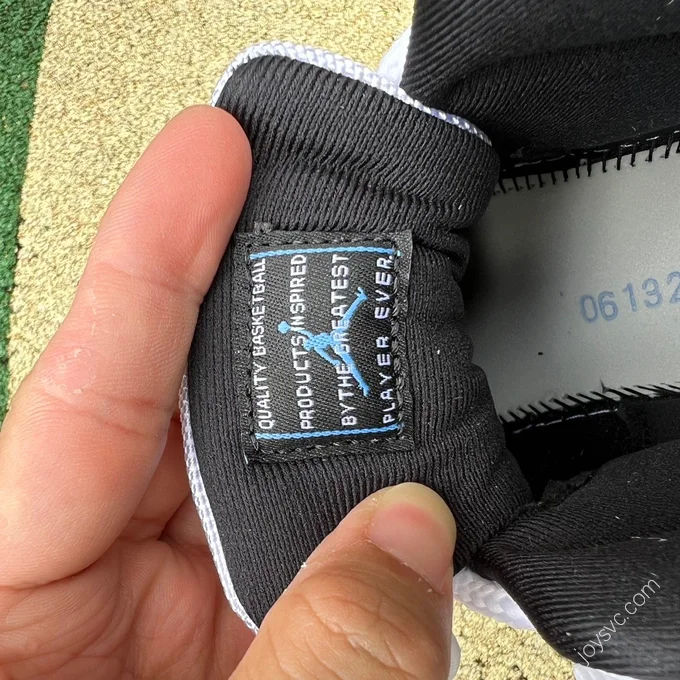 QUALITY BASKETBALL
PRODUCTS INSPIRED
BY THE GREATEST
PLAYER EVER.
06132
joysvc.com